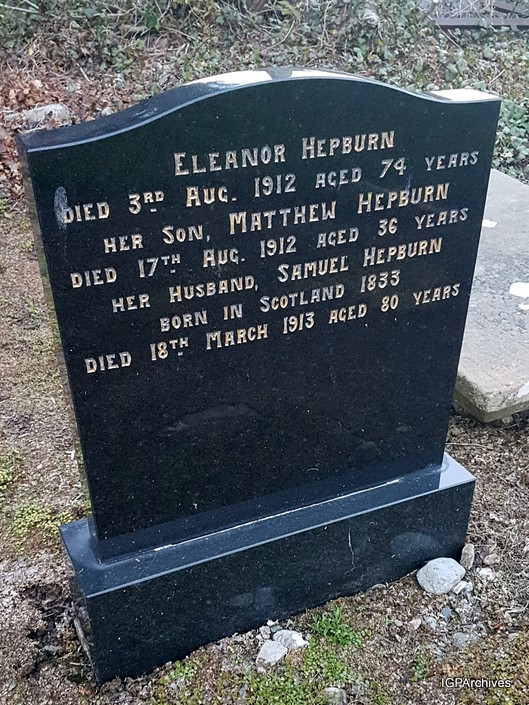 Eleanor Hepburn
died 3rd Aug. 1912 aged 74 years
her Son, Matthew Hepburn
died 17th Aug. 1912 aged 36 years
her Husband, Samuel Hepburn
born in Scotland 1833
died 18th March 1913 aged 80 years
IGPArchives